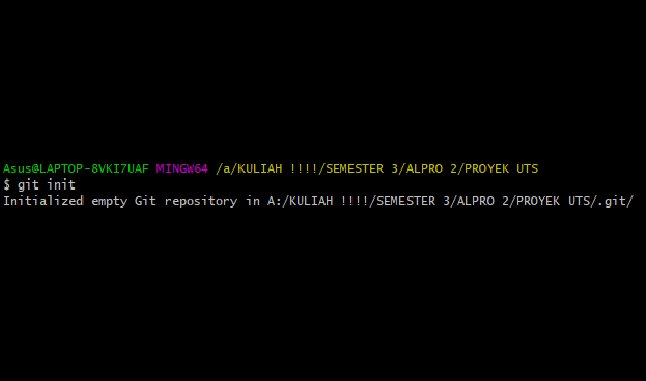 Asus@LAPTOP-8VKI7UAF MINGW64 /a/KULIAH !!!!/SEMESTER 3/ALPRO 2/PROYEK UTS
$ git init
Initialized empty Git repository in A:/KULIAH !!!!/SEMESTER 3/ALPRO 2/PROYEK UTS/.git/